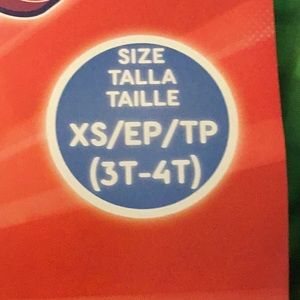 SIZE
TALLA
TAILLE
XS/EP/TP
(3T-4T)